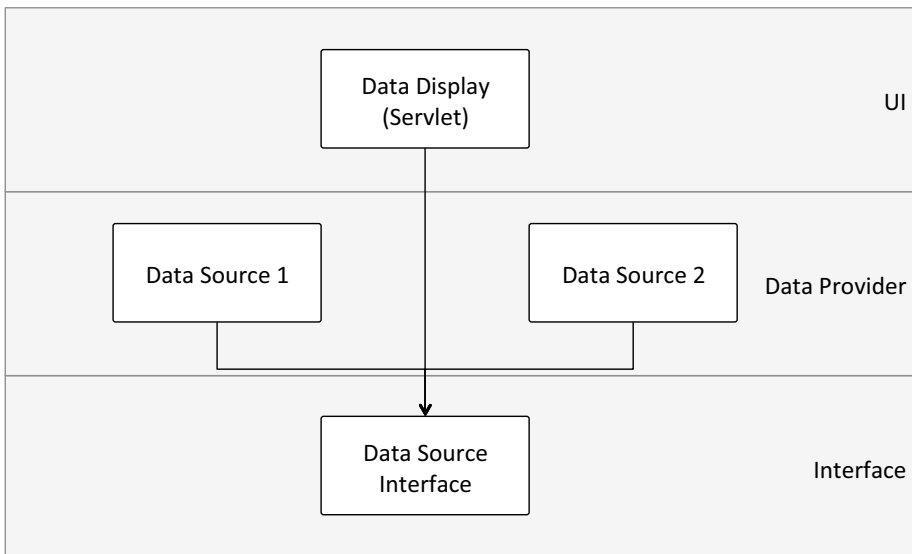 Data Display
(Servlet)
UI
Data Source 1
Data Source 2
Data Provider
Data Source
Interface
Interface